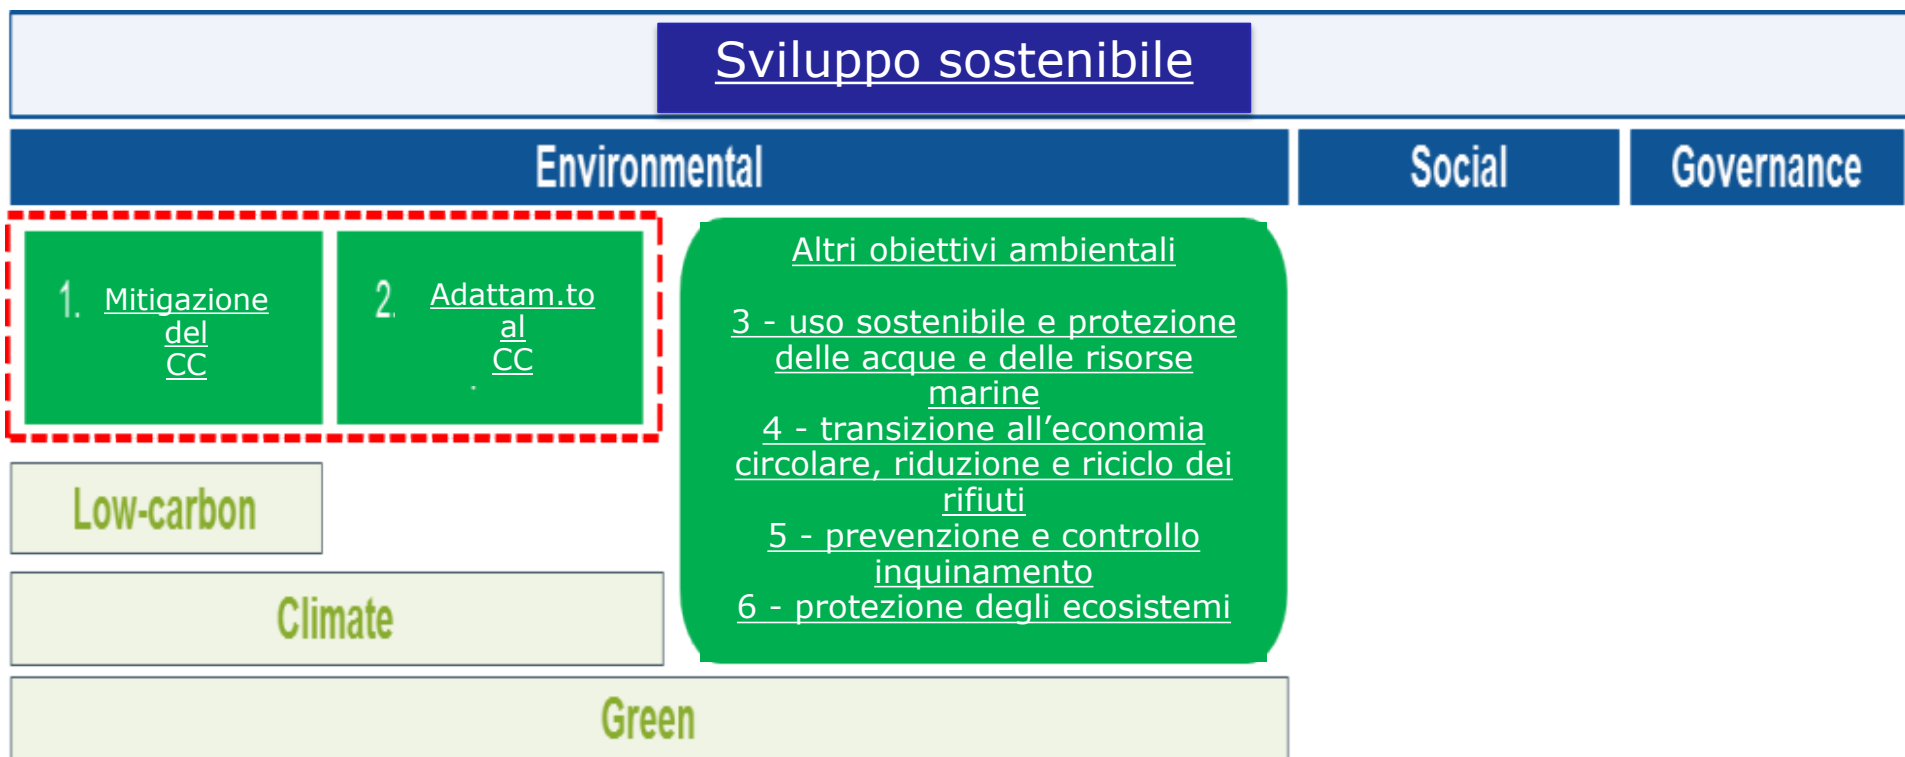 Sviluppo sostenibile
Environmental
Social
Governance
1. Mitigazione
del
CC
2. Adattam.to
al
CC
Altri obiettivi ambientali
3 - uso sostenibile e protezione
delle acque e delle risorse
marine
4 - transizione all’economia
circolare, riduzione e riciclo dei
rifiuti
5 - prevenzione e controllo
inquinamento
6 - protezione degli ecosistemi
Low-carbon
Climate
Green